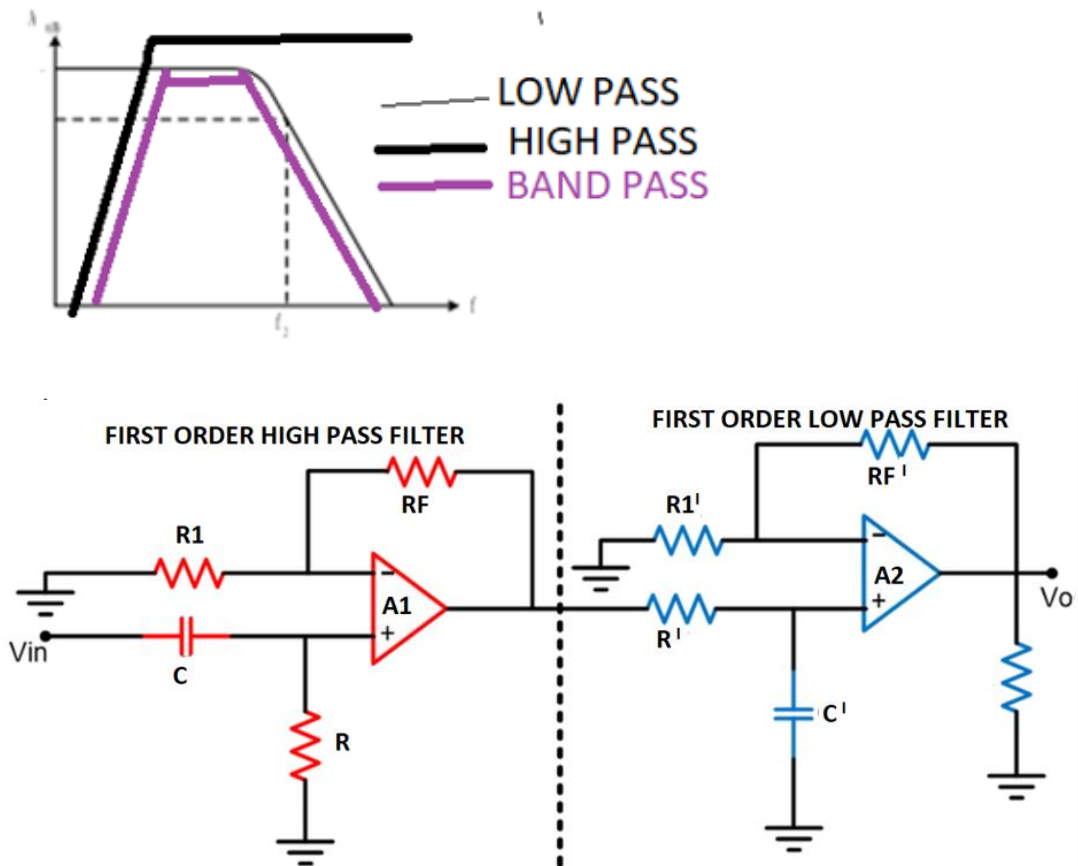 LOW PASS
HIGH PASS
BAND PASS
f
f2
FIRST ORDER HIGH PASS FILTER
FIRST ORDER LOW PASS FILTER
RF
RF'
R1
R1'
A1
A2
Vin
C
R'
Vo
R
C'